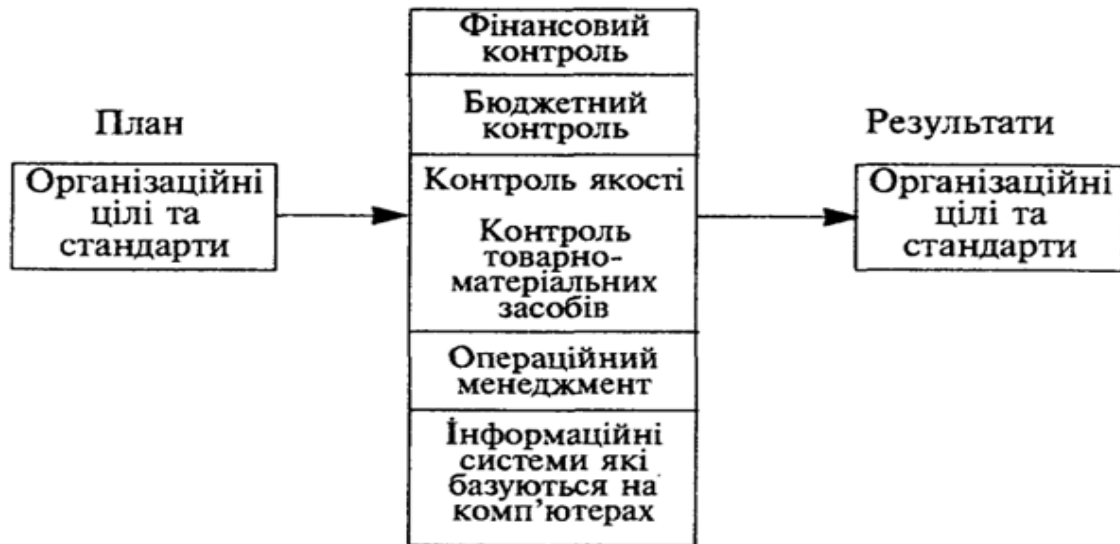 План
Організаційні
цілі та
стандарти
Фінансовий
контроль
Бюджетний
контроль
Контроль якості
Контроль
товарно-
матеріальних
засобів
Операційний
менеджмент
Інформаційні
системи які
базуються на
комп’ютерах
Результати
Організаційні
цілі та
стандарти